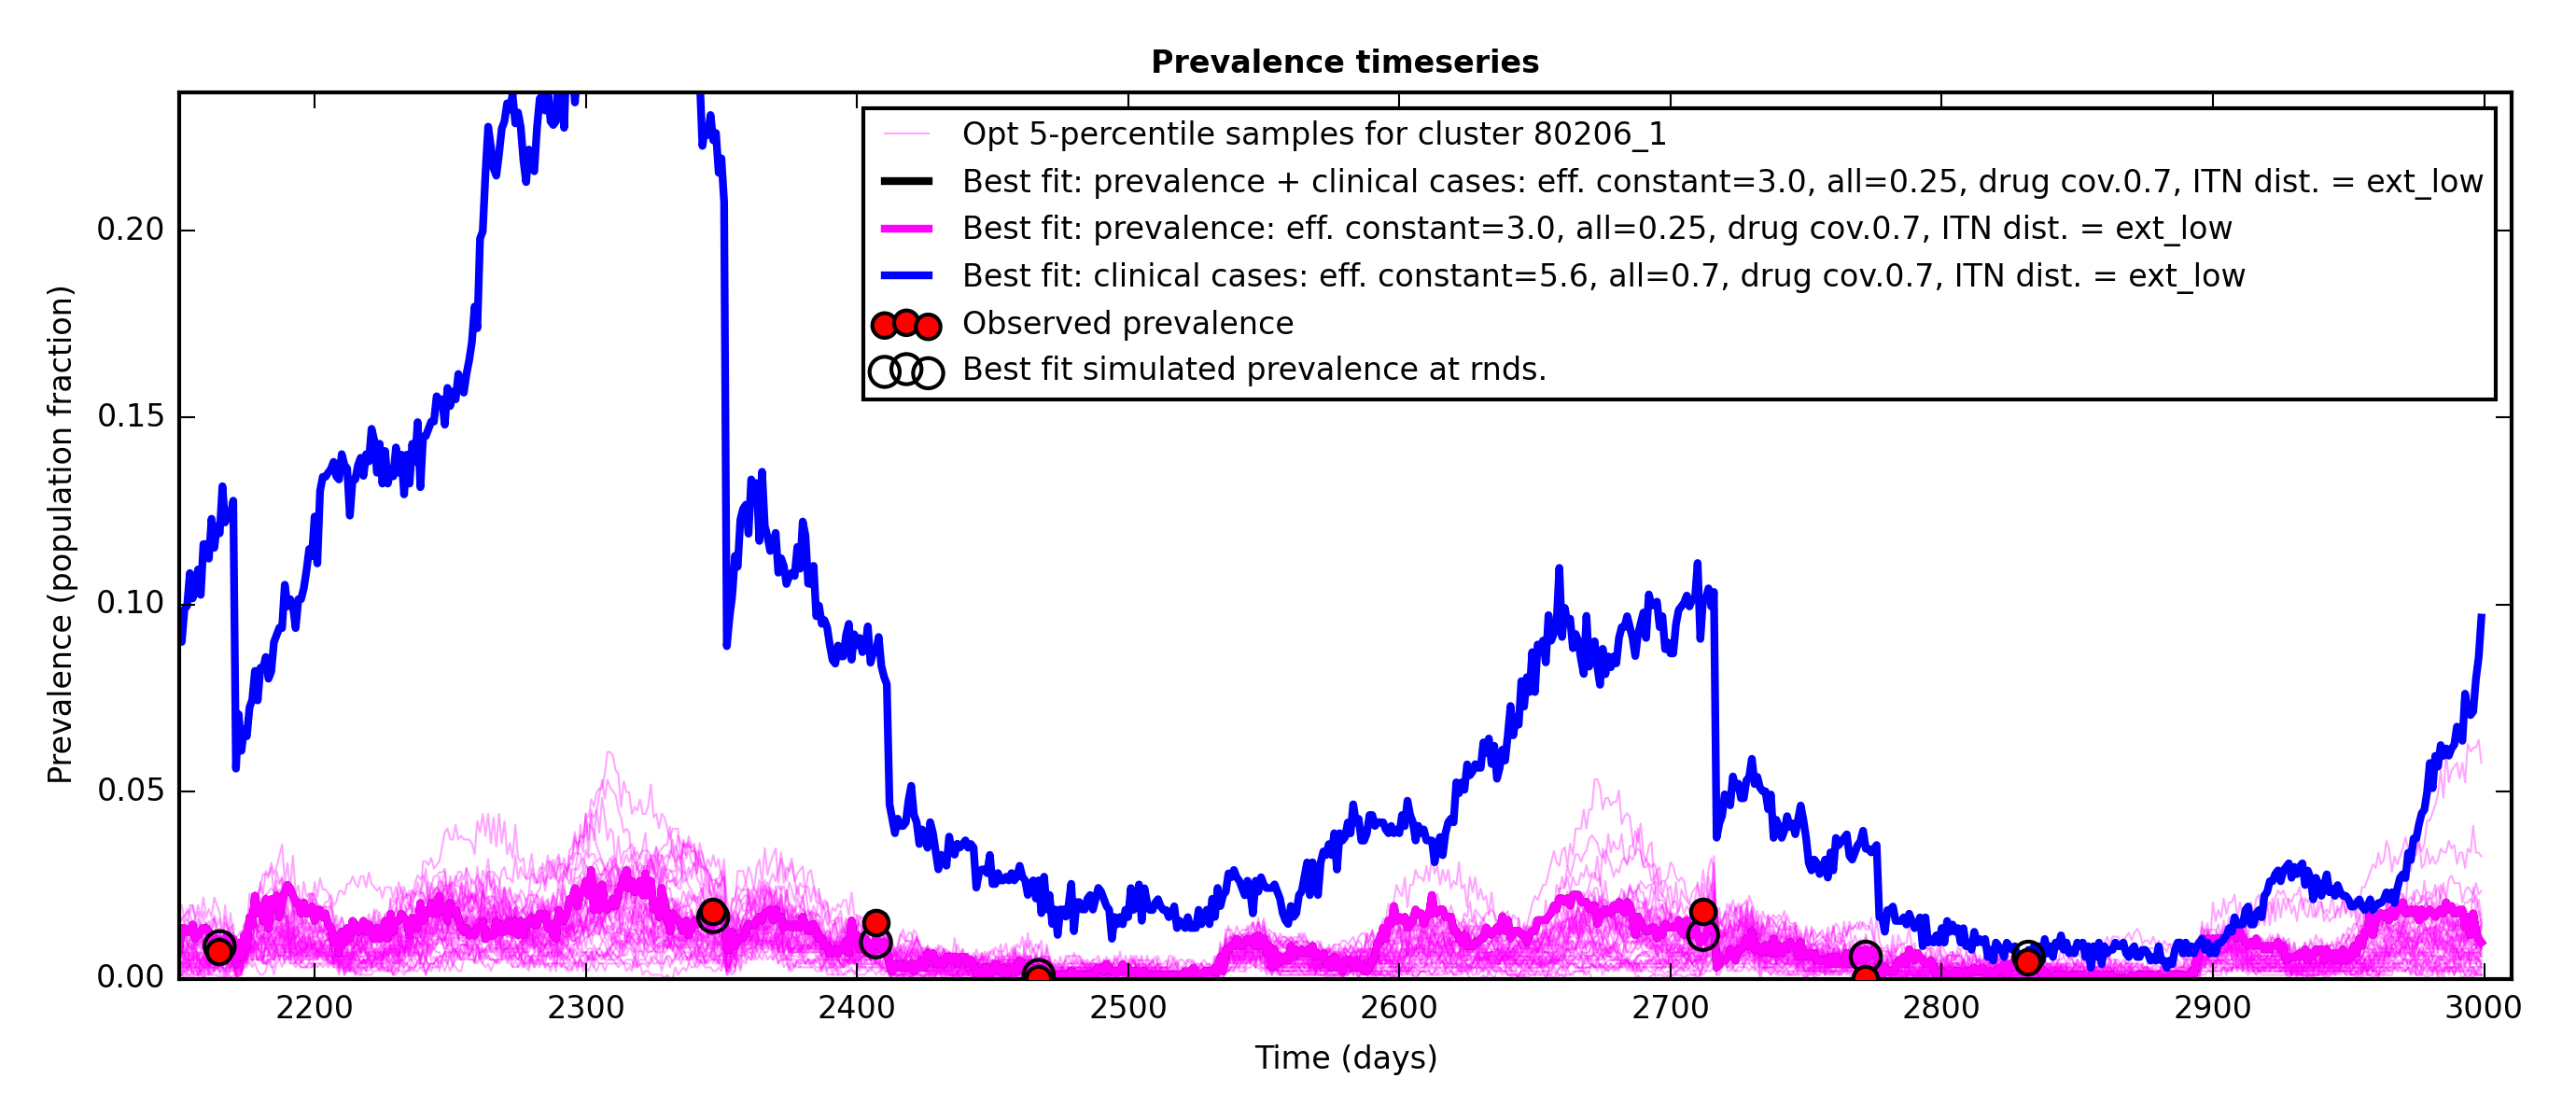 Prevalence timeseries
Opt 5-percentile samples for cluster 80206_1
Best fit: prevalence + clinical cases: eff. constant=3.0, all=0.25, drug cov.0.7, ITN dist. = ext_low
Best fit: prevalence: eff. constant=3.0, all=0.25, drug cov.0.7, ITN dist. = ext_low
Best fit: clinical cases: eff. constant=5.6, all=0.7, drug cov.0.7, ITN dist. = ext_low
Observed prevalence
Best fit simulated prevalence at rnds.
Prevalence (population fraction)
0.20
0.15
0.10
0.05
0.00
2200 2300 2400 2500 2600 2700 2800 2900 3000
Time (days)